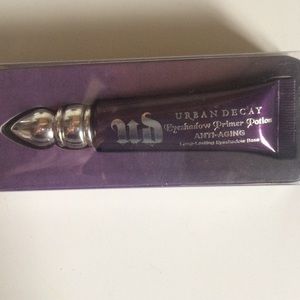 UD
URBAN DECAY
Eyeshadow Primer Potion
ANTI-AGING
Long-Lasting Eyeshadow Base